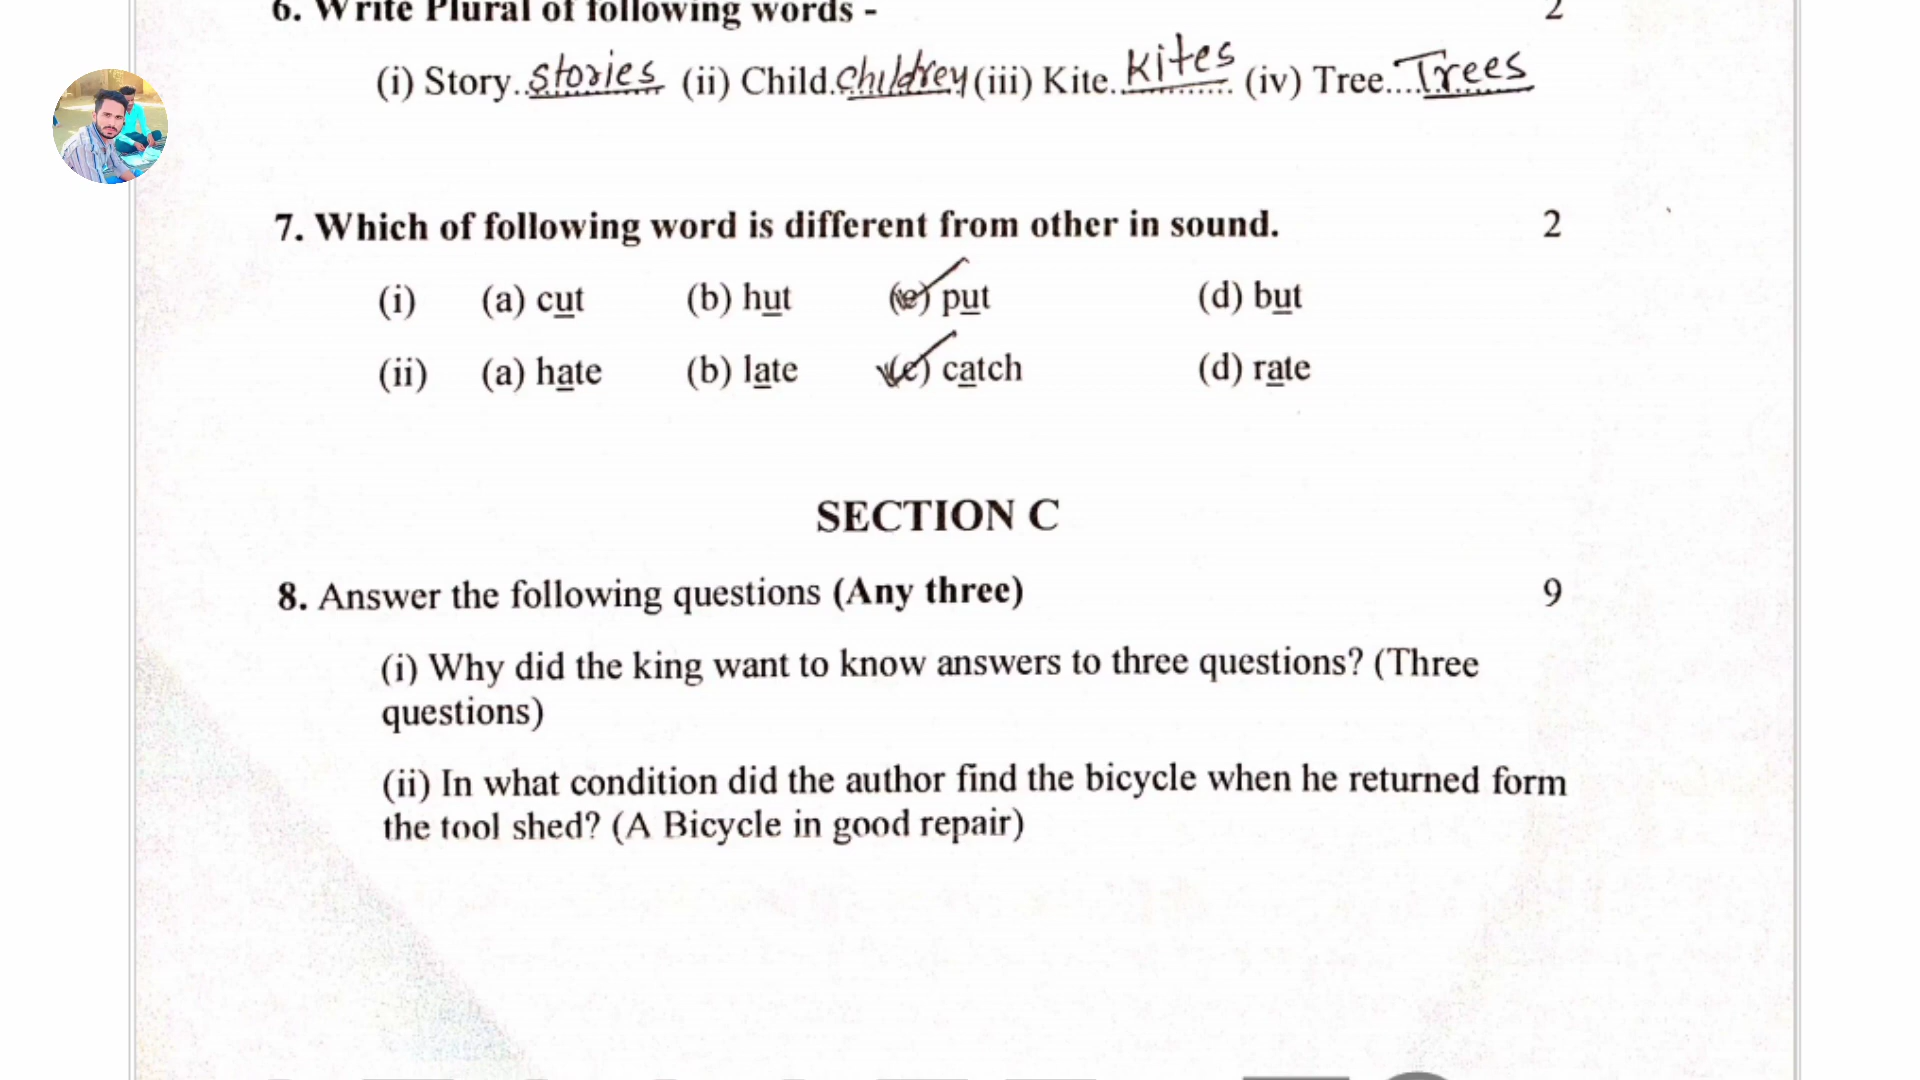 6. Write Plural of following words - 2
(i) Story..stories (ii) Child.children (iii) Kite..kites (iv) Tree....Trees
7. Which of following word is different from other in sound. 2
(i) (a) cut (b) hut (c) put (d) but
(ii) (a) hate (b) late (c) catch (d) rate
SECTION C
8. Answer the following questions (Any three) 9
(i) Why did the king want to know answers to three questions? (Three
questions)
(ii) In what condition did the author find the bicycle when he returned form
the tool shed? (A Bicycle in good repair)